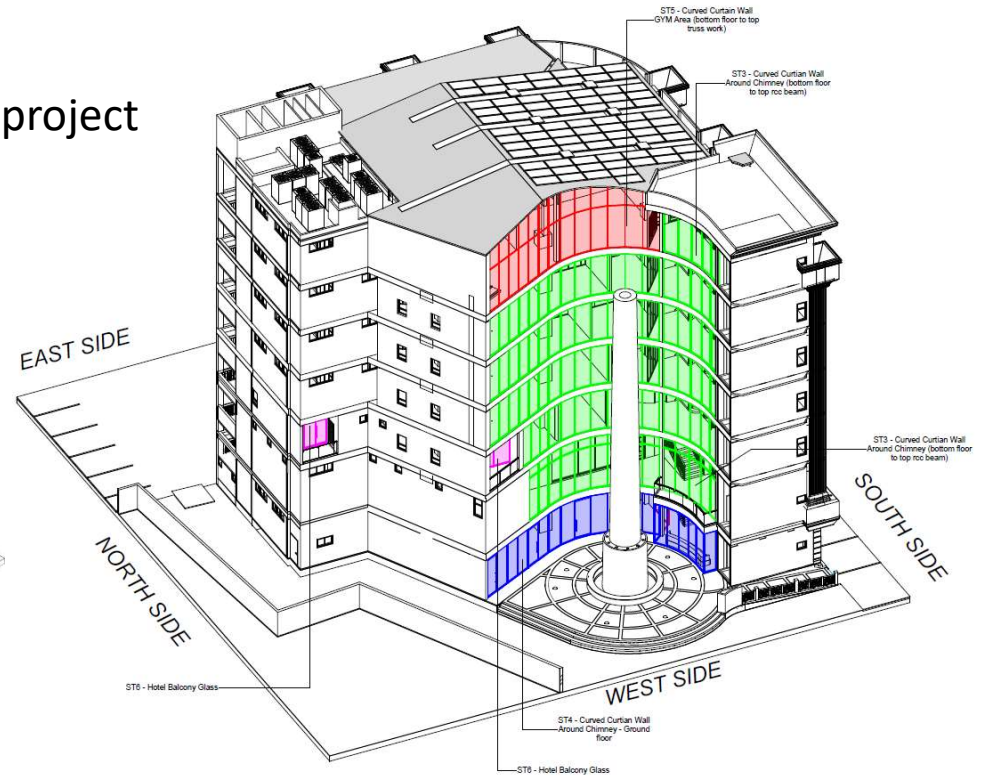 ST5 - Curved Curtain Wall
GYM Area (bottom floor to top
truss work)
ST3 - Curved Curtian Wall
Around Chimney (bottom floor
to top rcc beam)
project
EAST SIDE
ST3 - Curved Curtian Wall
Around Chimney (bottom floor
to top rcc beam)
SOUTH SIDE
NORTH SIDE
WEST SIDE
ST6 - Hotel Balcony Glass
ST4 - Curved Curtian Wall
Around Chimney - Ground
floor
ST6 - Hotel Balcony Glass